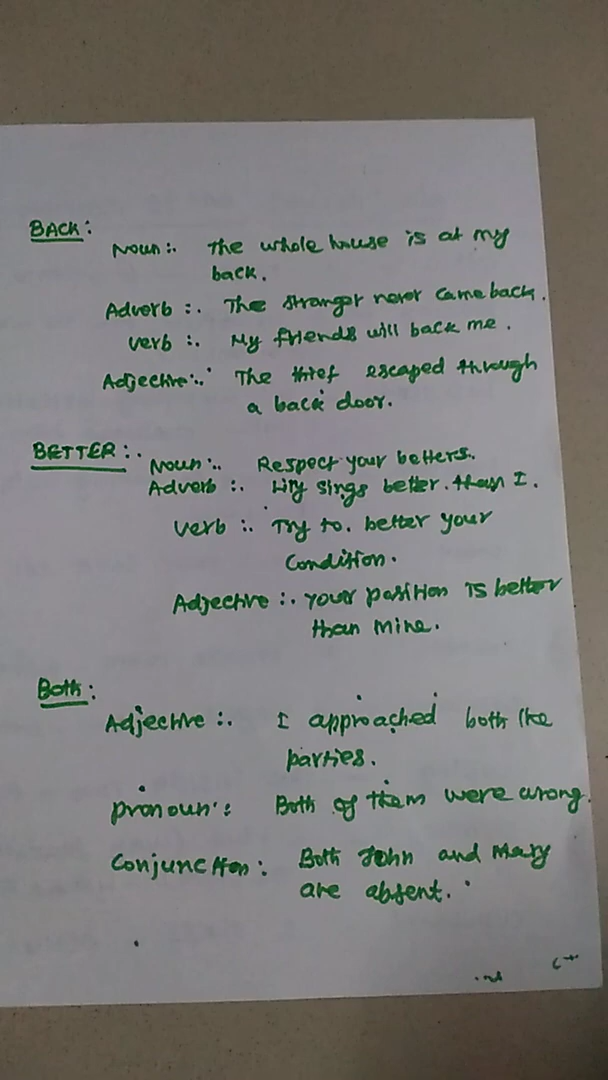 BACK:
Noun:. The whole house is at my
back.
Adverb:. The stranger never came back.
verb:. My friends will back me.
Adjective:. The thief escaped through
a back door.
BETTER:.
Noun:. Respect your betters.
Adverb:. Lily sings better than I.
verb:. Try to better your
Condition.
Adjective:. your position is better
than mine.
Both:
Adjective:. I approached both the
parties.
pronoun: Both of them were wrong.
Conjunction: Both John and Mary
are absent.